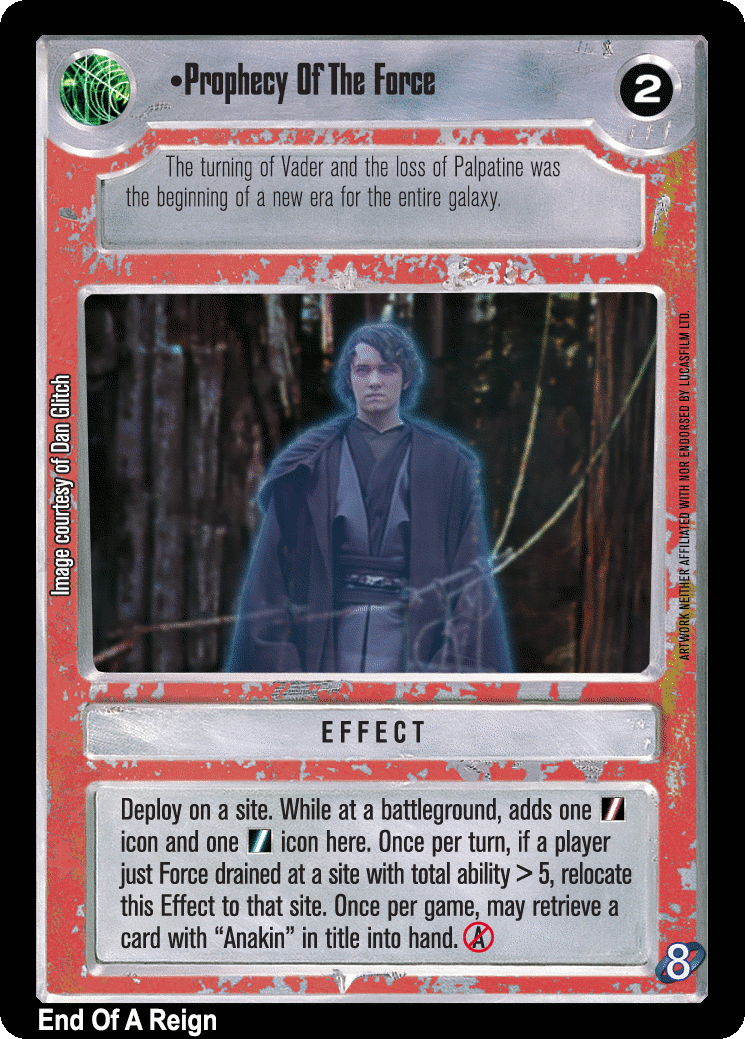 •Prophecy Of The Force
2
The turning of Vader and the loss of Palpatine was
the beginning of a new era for the entire galaxy.
Image courtesy of Dan Glitch
ARTWORK NEITHER AFFILIATED WITH NOR ENDORSED BY LUCASFILM LTD.
EFFECT
Deploy on a site. While at a battleground, adds one
icon and one icon here. Once per turn, if a player
just Force drained at a site with total ability > 5, relocate
this Effect to that site. Once per game, may retrieve a
card with “Anakin” in title into hand. A
8
End Of A Reign